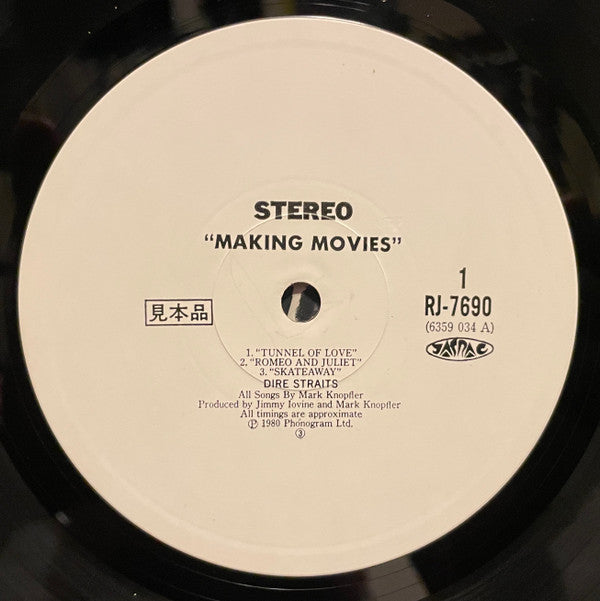 STEREO
"MAKING MOVIES"
1
RJ-7690
(6359 034 A)
JASRAC
見本品
1. "TUNNEL OF LOVE"
2. "ROMEO AND JULIET"
3. "SKATEAWAY"
DIRE STRAITS
All Songs By Mark Knopfler
Produced by Jimmy Iovine and Mark Knopfler
All timings are approximate
Ⓟ 1980 Phonogram Ltd.
③